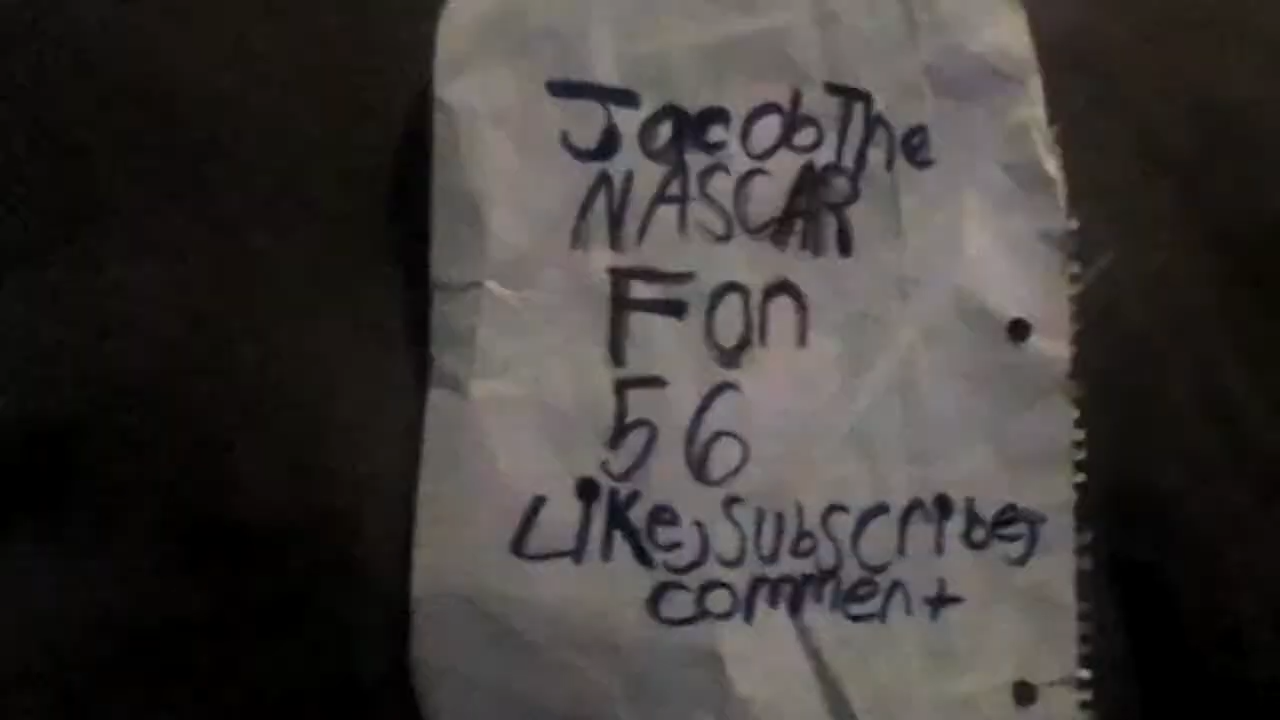 JacobThe
NASCAR
Fan
56
Like, Subscribe,
comment